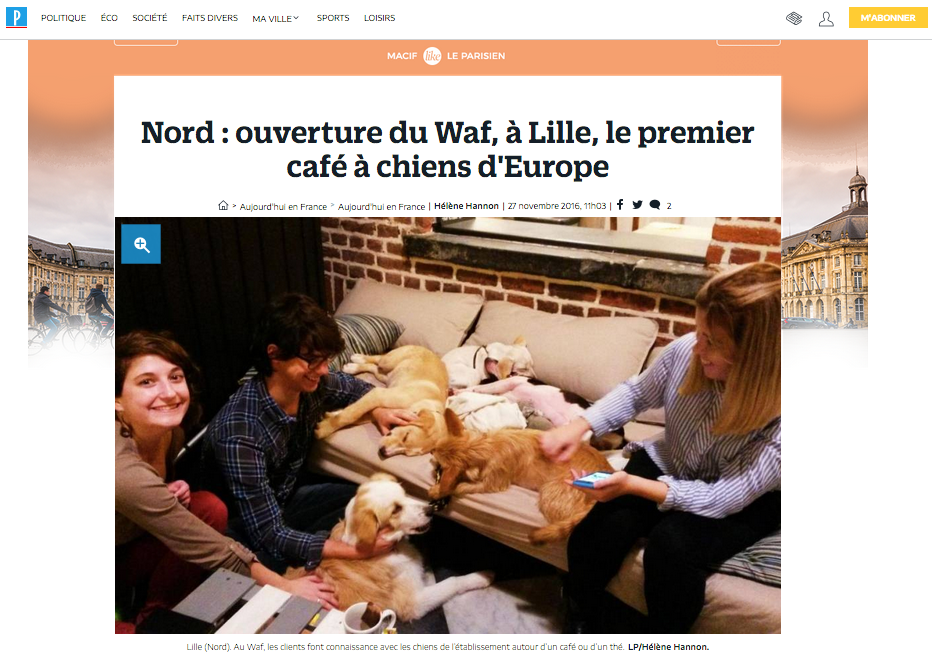 P POLITIQUE ÉCO SOCIÉTÉ FAITS DIVERS MA VILLE SPORTS LOISIRS M'ABONNER
MACIF like LE PARISIEN
Nord : ouverture du Waf, à Lille, le premier
café à chiens d'Europe
> Aujourd'hui en France > Aujourd'hui en France | Hélène Hannon | 27 novembre 2016, 11h03 | 2
Lille (Nord). Au Waf, les clients font connaissance avec les chiens de l'établissement autour d'un café ou d'un thé. LP/Hélène Hannon.